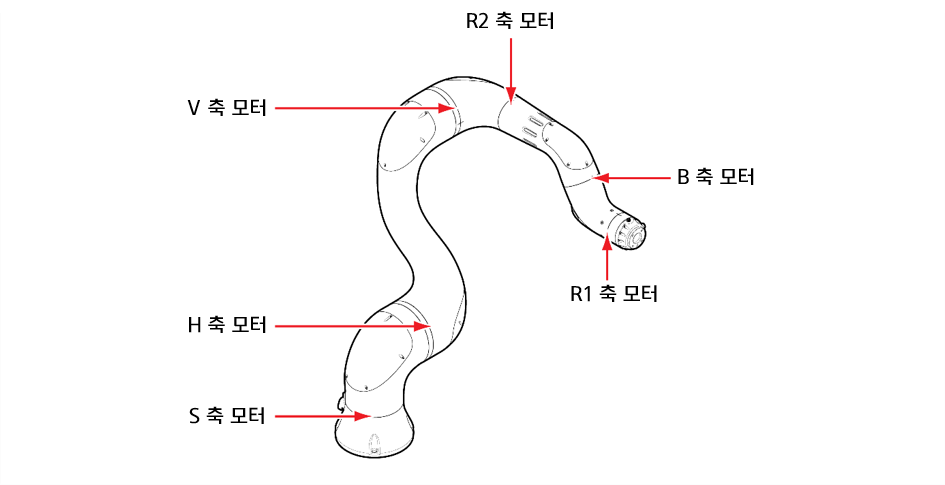 R2 축 모터
V 축 모터
B 축 모터
R1 축 모터
H 축 모터
S 축 모터